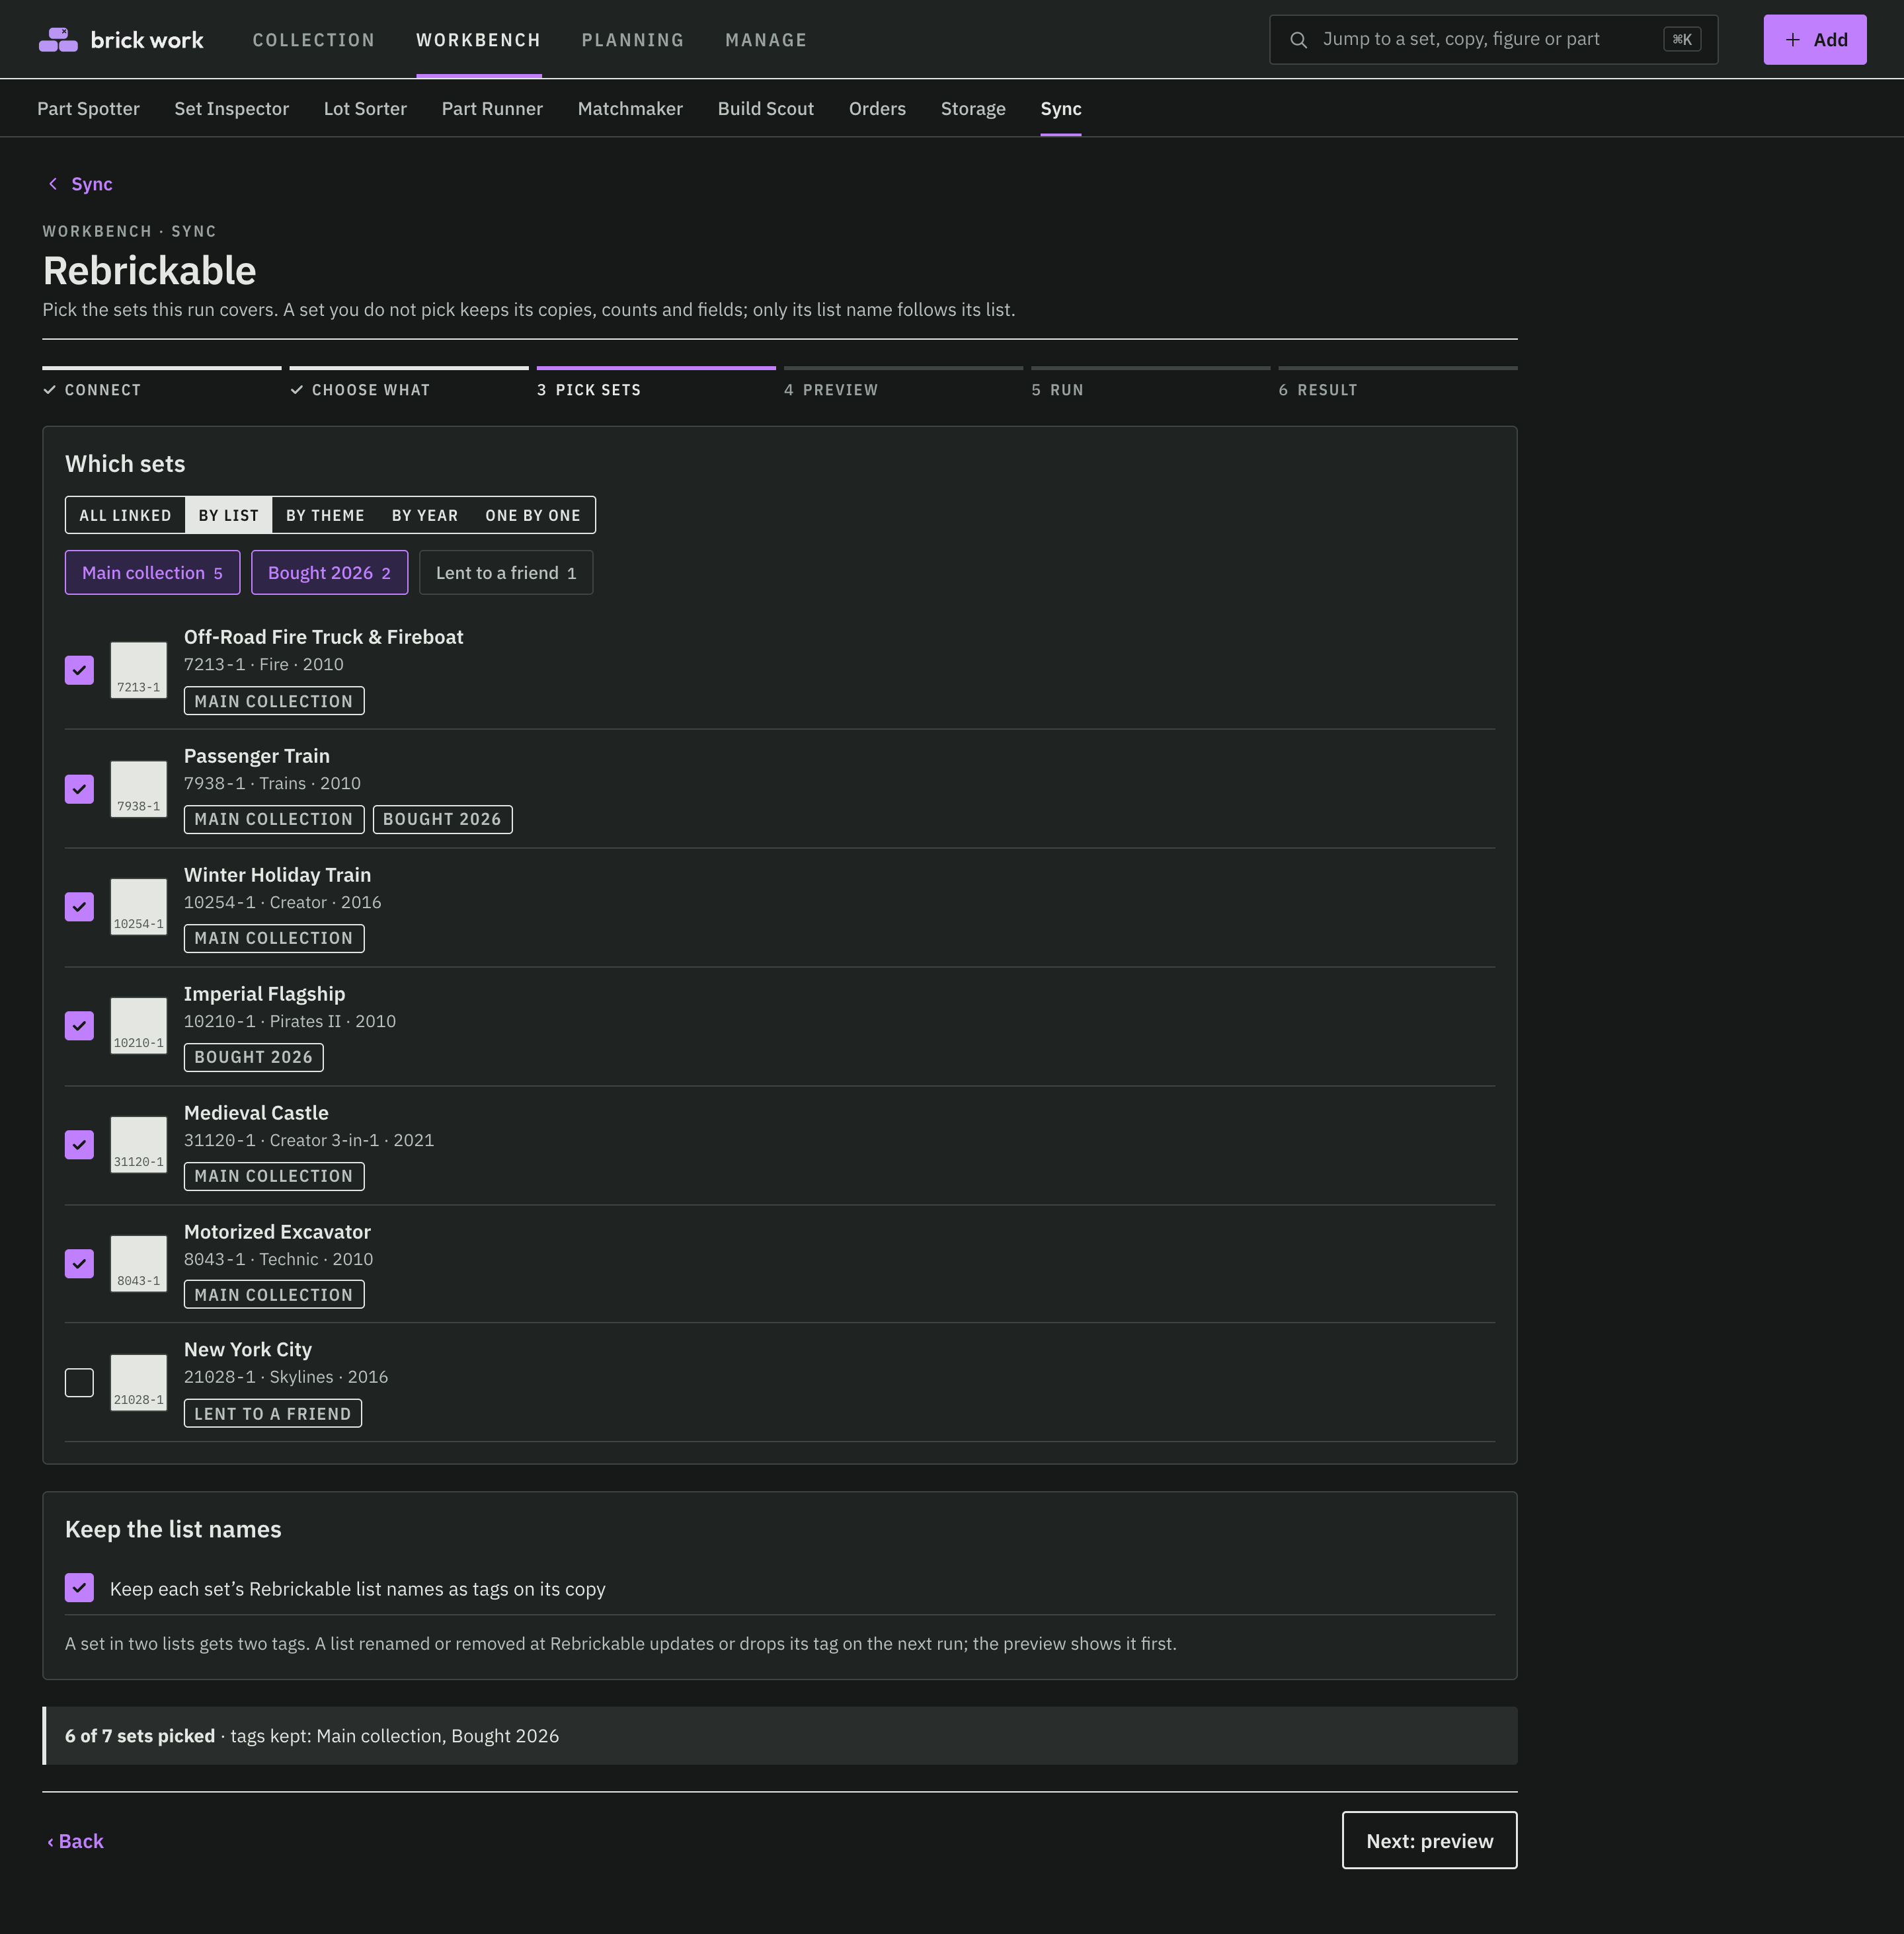 brick work
COLLECTION WORKBENCH PLANNING MANAGE
Jump to a set, copy, figure or part ⌘K
+ Add
Part Spotter Set Inspector Lot Sorter Part Runner Matchmaker Build Scout Orders Storage Sync
‹ Sync
WORKBENCH · SYNC
Rebrickable
Pick the sets this run covers. A set you do not pick keeps its copies, counts and fields; only its list name follows its list.
✓ CONNECT ✓ CHOOSE WHAT 3 PICK SETS 4 PREVIEW 5 RUN 6 RESULT
Which sets
ALL LINKED BY LIST BY THEME BY YEAR ONE BY ONE
Main collection 5 Bought 2026 2 Lent to a friend 1
Off-Road Fire Truck & Fireboat
7213-1 · Fire · 2010
7213-1
MAIN COLLECTION
Passenger Train
7938-1 · Trains · 2010
7938-1
MAIN COLLECTION BOUGHT 2026
Winter Holiday Train
10254-1 · Creator · 2016
10254-1
MAIN COLLECTION
Imperial Flagship
10210-1 · Pirates II · 2010
10210-1
BOUGHT 2026
Medieval Castle
31120-1 · Creator 3-in-1 · 2021
31120-1
MAIN COLLECTION
Motorized Excavator
8043-1 · Technic · 2010
8043-1
MAIN COLLECTION
New York City
21028-1 · Skylines · 2016
21028-1
LENT TO A FRIEND
Keep the list names
Keep each set’s Rebrickable list names as tags on its copy
A set in two lists gets two tags. A list renamed or removed at Rebrickable updates or drops its tag on the next run; the preview shows it first.
6 of 7 sets picked · tags kept: Main collection, Bought 2026
‹ Back
Next: preview